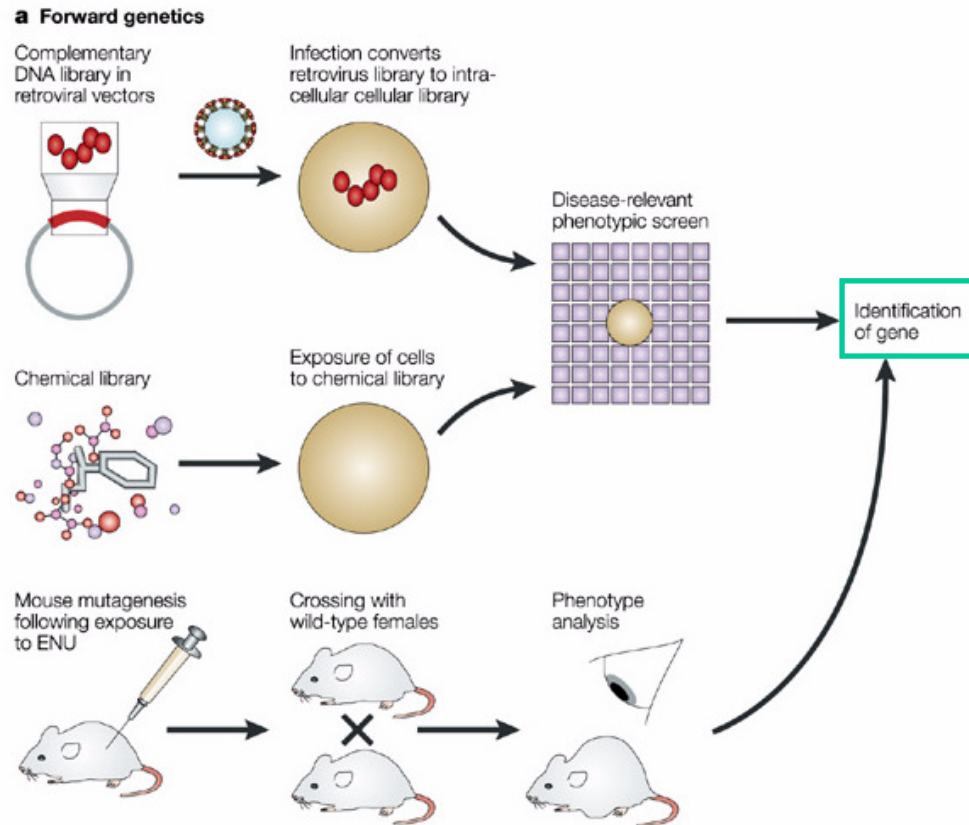 a Forward genetics
Complementary
DNA library in
retroviral vectors
Infection converts
retrovirus library to intra-
cellular cellular library
Disease-relevant
phenotypic screen
Identification
of gene
Chemical library
Exposure of cells
to chemical library
Mouse mutagenesis
following exposure
to ENU
Crossing with
wild-type females
Phenotype
analysis